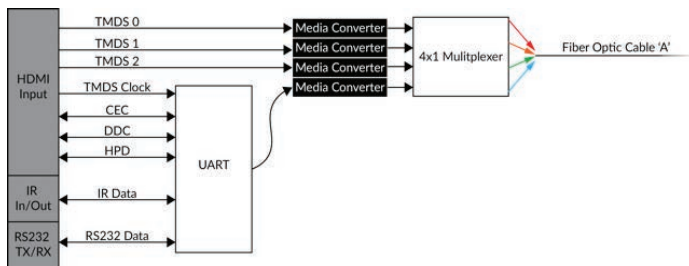 TMDS 0
TMDS 1
TMDS 2
TMDS Clock
CEC
DDC
HPD
IR Data
RS232 Data
HDMI
Input
IR
In/Out
RS232
TX/RX
UART
Media Converter
Media Converter
Media Converter
Media Converter
4x1 Mulitplexer
Fiber Optic Cable ‘A’